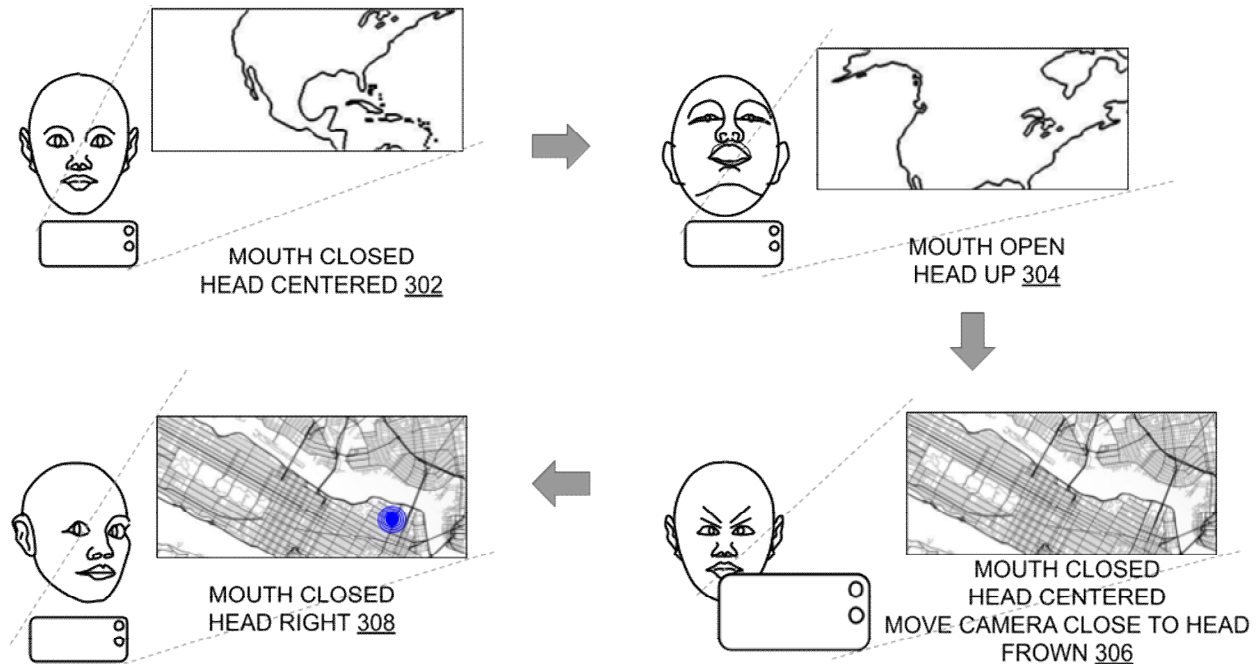 MOUTH CLOSED
HEAD CENTERED 302
MOUTH OPEN
HEAD UP 304
MOUTH CLOSED
HEAD RIGHT 308
MOUTH CLOSED
HEAD CENTERED
MOVE CAMERA CLOSE TO HEAD
FROWN 306